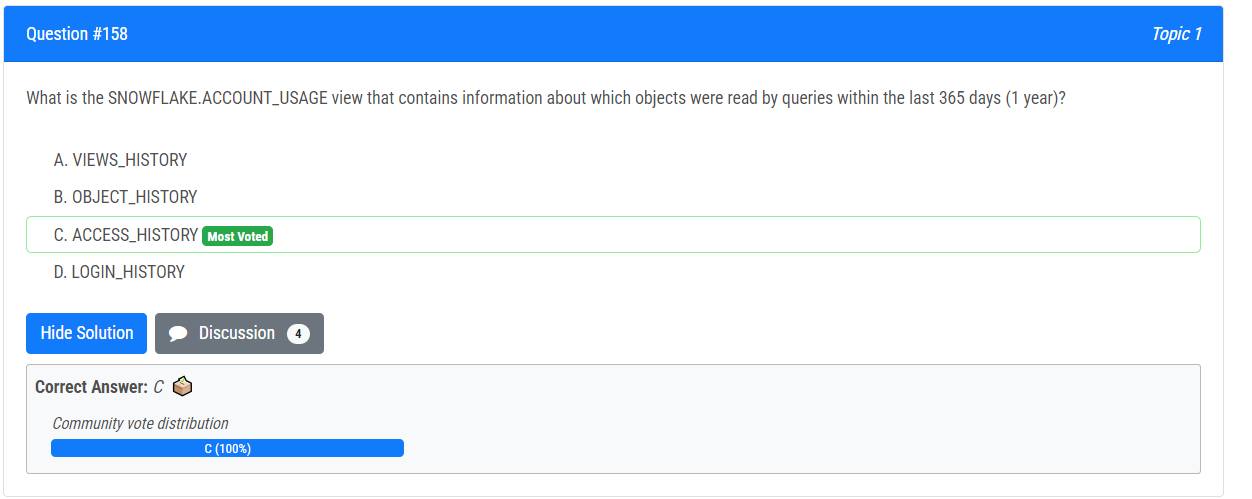 Question #158
Topic 1
What is the SNOWFLAKE.ACCOUNT_USAGE view that contains information about which objects were read by queries within the last 365 days (1 year)?
A. VIEWS_HISTORY
B. OBJECT_HISTORY
C. ACCESS_HISTORY Most Voted
D. LOGIN_HISTORY
Hide Solution
Discussion 4
Correct Answer: C
Community vote distribution
C (100%)